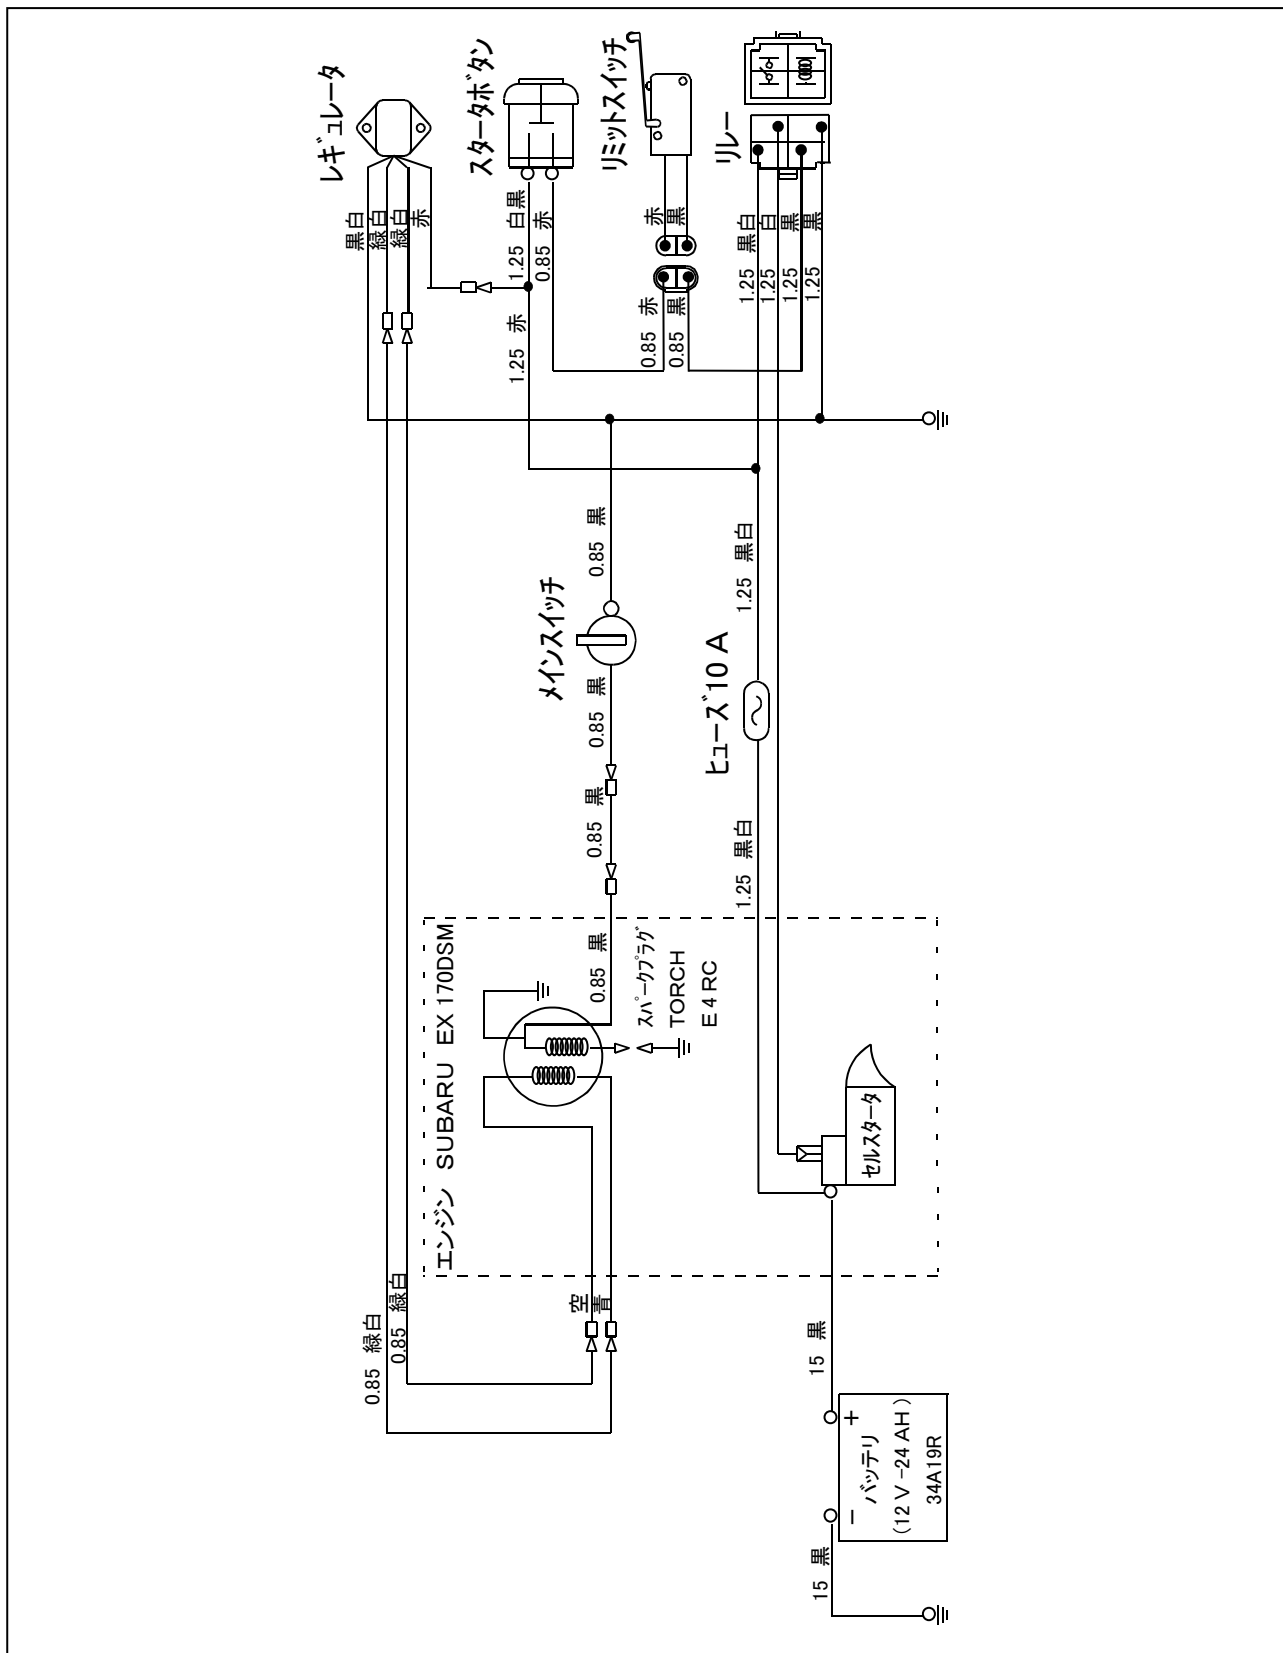 レギュレータ
スタータボタン
リミットスイッチ
リレー
黒白
緑白
緑白
赤
1.25 白黒
0.85 赤
赤
黒
1.25 黒白
1.25 白
1.25 黒
1.25 黒
1.25 赤
0.85 赤
0.85 黒
0.85 黒
メインスイッチ
0.85 黒
0.85 黒
1.25 黒白
ヒューズ10 A
1.25 黒白
エンジン SUBARU EX 170DSM
0.85 黒
スパークプラグ
TORCH
E 4 RC
セルスタータ
0.85 緑白
0.85 緑白
空
青
15 黒
+
−
バッテリ
(12 V -24 AH )
34A19R
15 黒